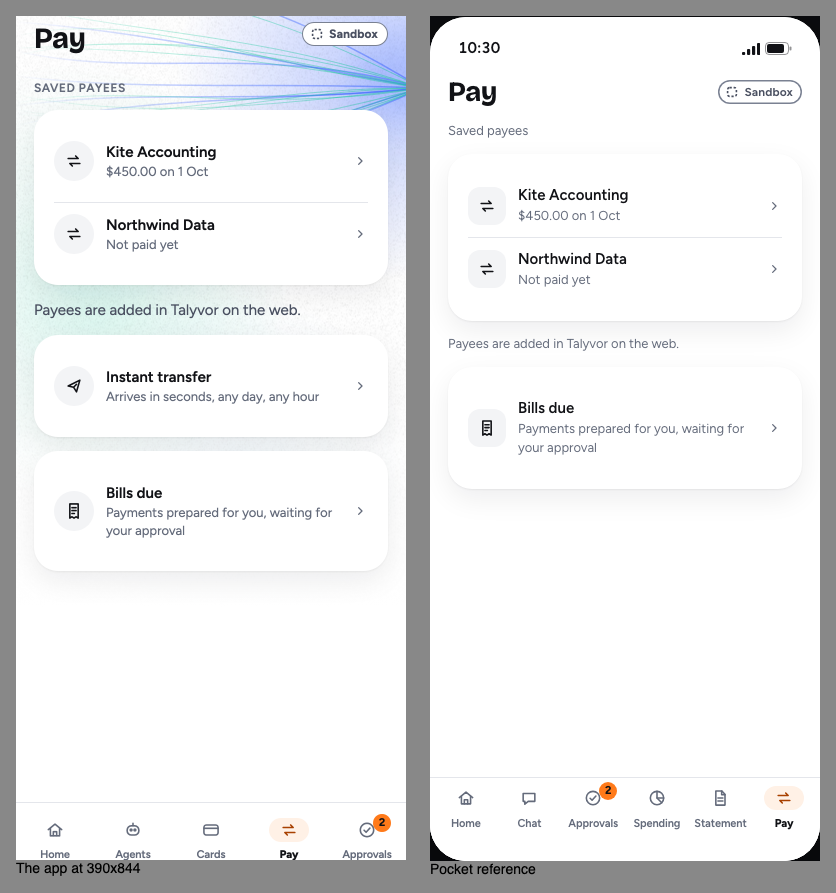 Pay
Sandbox
SAVED PAYEES
Kite Accounting
$450.00 on 1 Oct
Northwind Data
Not paid yet
Payees are added in Talyvor on the web.
Instant transfer
Arrives in seconds, any day, any hour
Bills due
Payments prepared for you, waiting for
your approval
2
Home
Agents
Cards
Pay
Approvals
The app at 390x844
10:30
Pay
Sandbox
Saved payees
Kite Accounting
$450.00 on 1 Oct
Northwind Data
Not paid yet
Payees are added in Talyvor on the web.
Bills due
Payments prepared for you, waiting for
your approval
2
Home
Chat
Approvals
Spending
Statement
Pay
Pocket reference